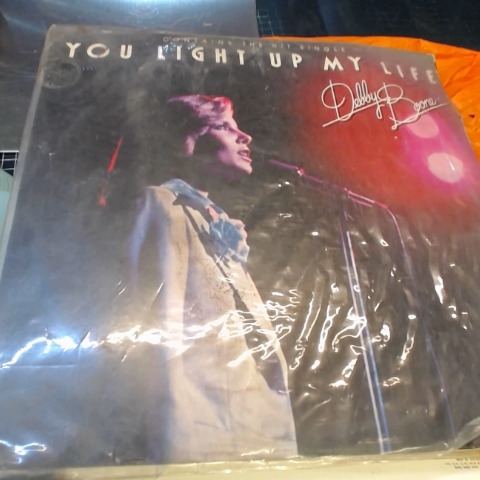 CONTAINS THE HIT SINGLE
YOU LIGHT UP MY LIFE
Debby Boone